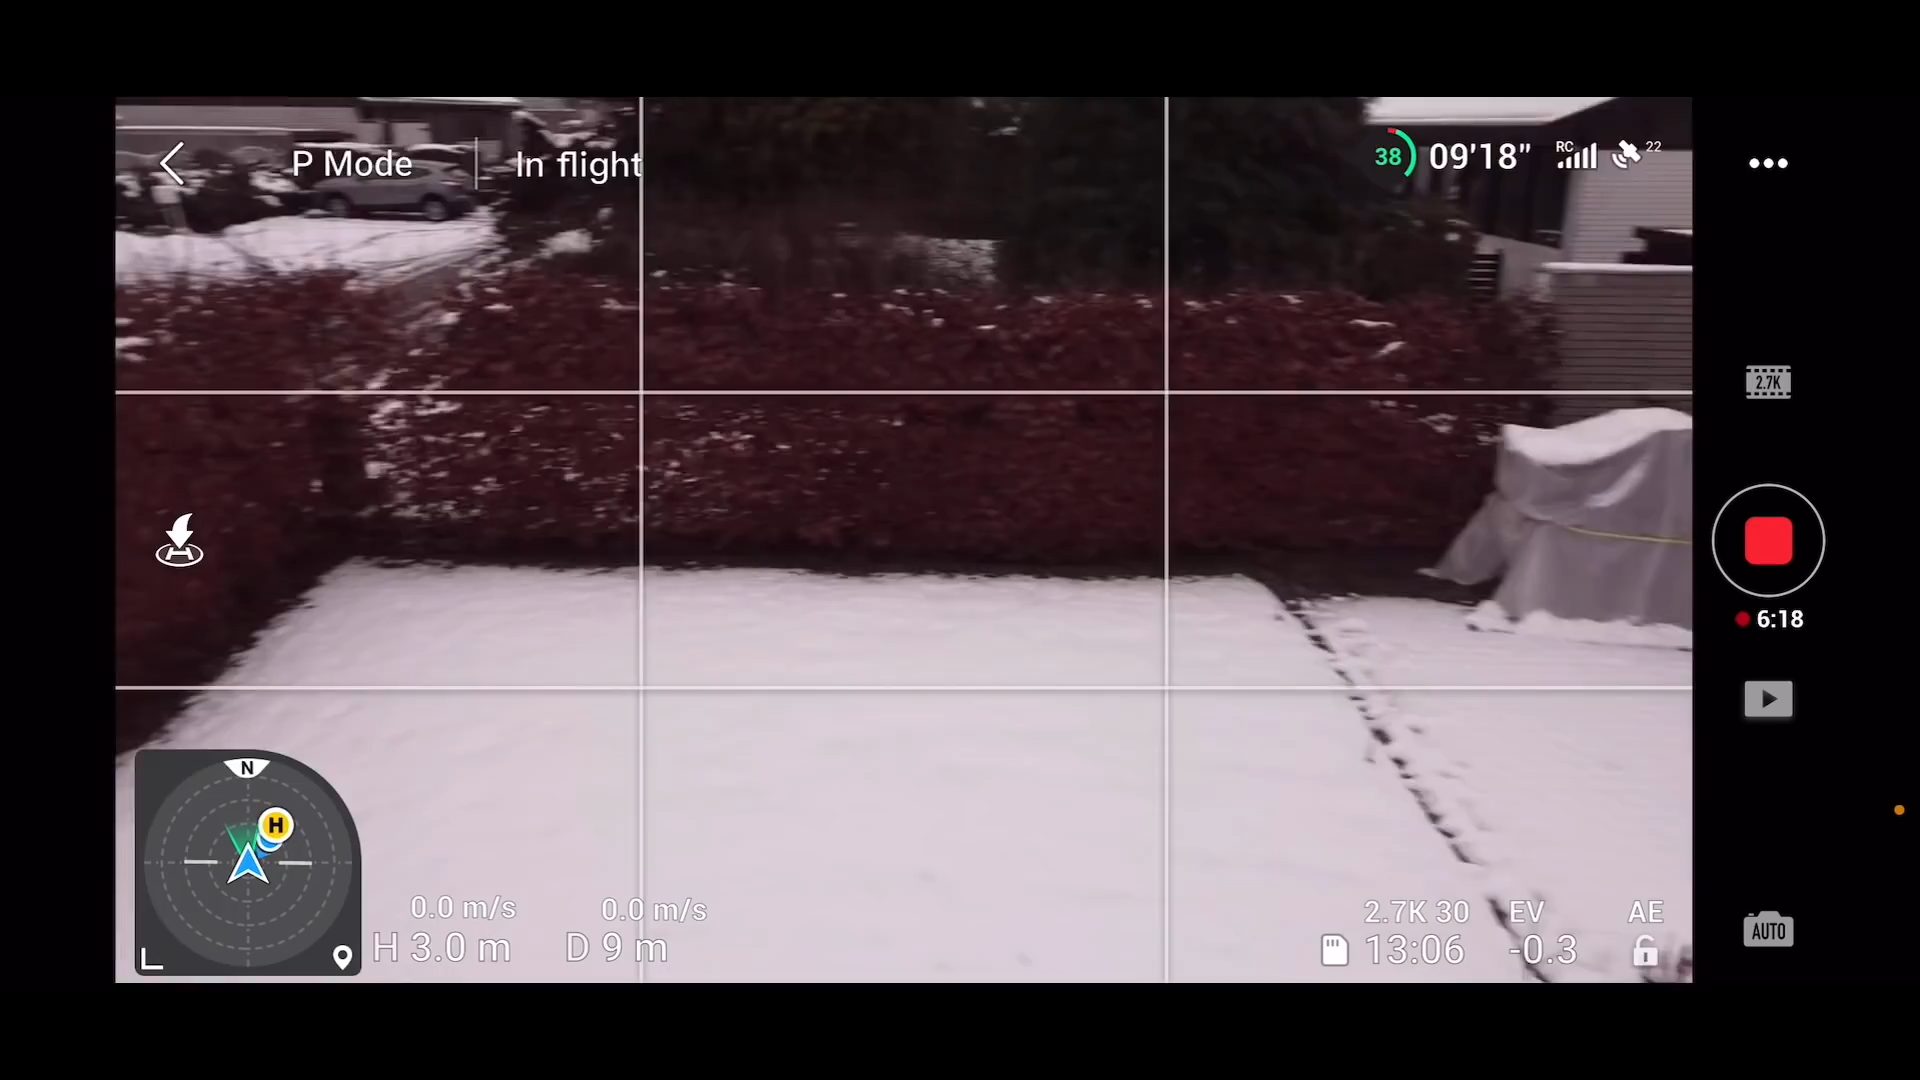 P Mode In flight 38 09'18" RC 22
2.7K
6:18
N
H
0.0 m/s 0.0 m/s
H 3.0 m D 9 m
2.7K 30 EV AE
13:06 -0.3
AUTO
L